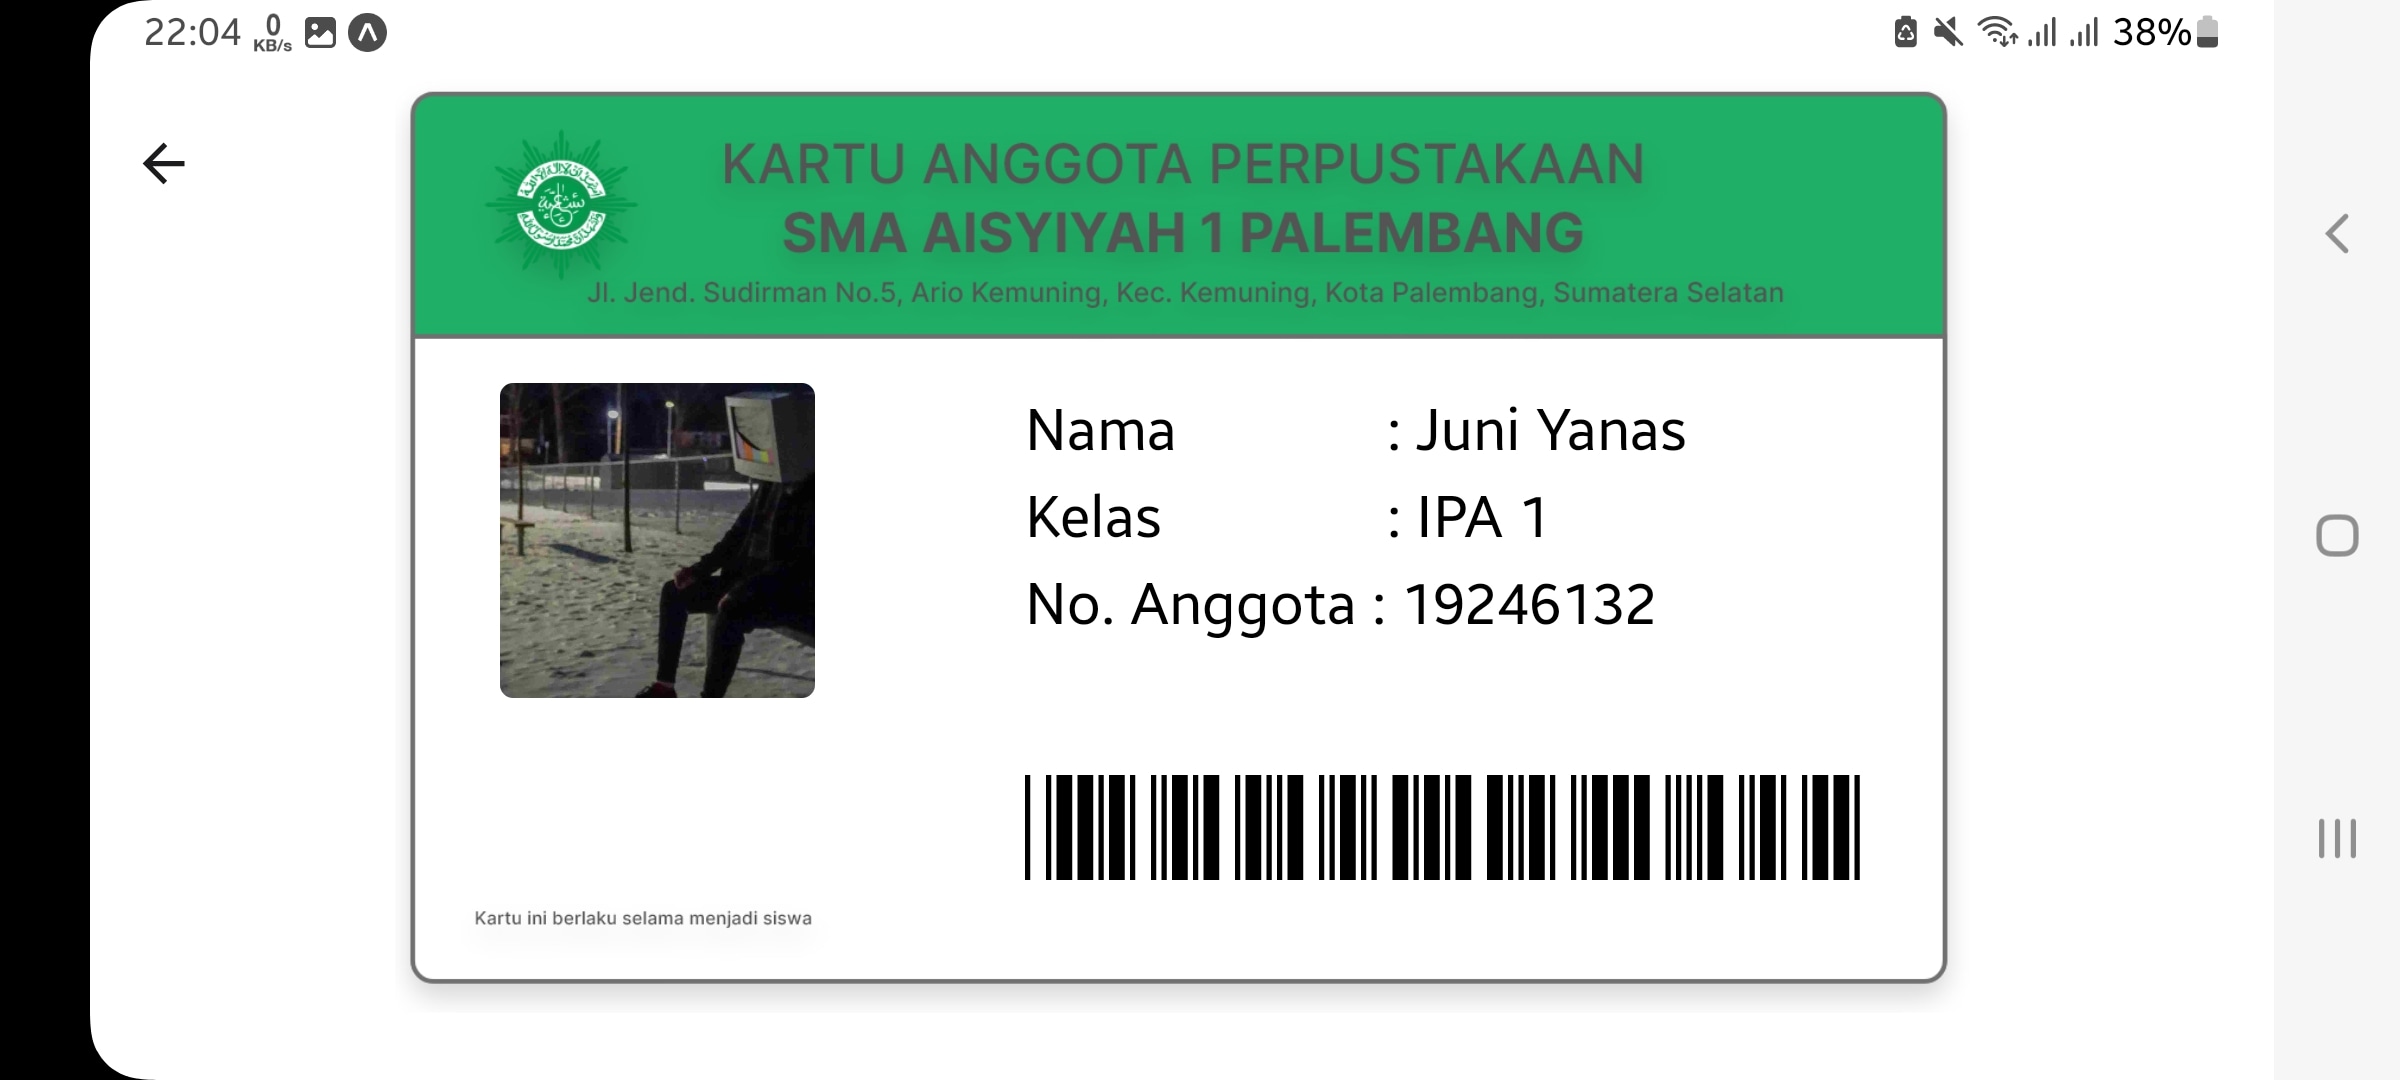 22:04 0 KB/s 38%
KARTU ANGGOTA PERPUSTAKAAN
SMA AISYIYAH 1 PALEMBANG
Jl. Jend. Sudirman No.5, Ario Kemuning, Kec. Kemuning, Kota Palembang, Sumatera Selatan
Nama : Juni Yanas
Kelas : IPA 1
No. Anggota : 19246132
Kartu ini berlaku selama menjadi siswa